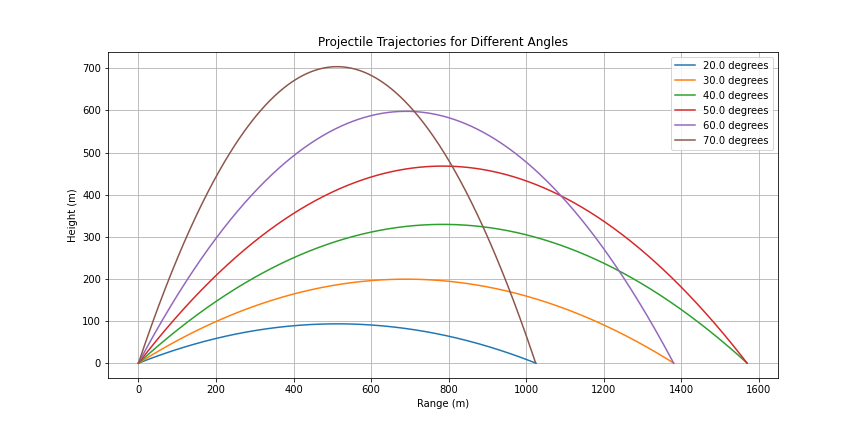 Projectile Trajectories for Different Angles
20.0 degrees
30.0 degrees
40.0 degrees
50.0 degrees
60.0 degrees
70.0 degrees
Height (m)
700
600
500
400
300
200
100
0
0 200 400 600 800 1000 1200 1400 1600
Range (m)